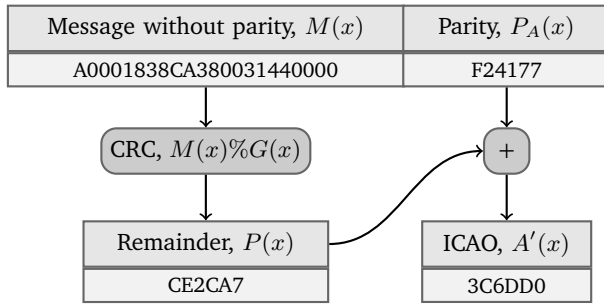 Message without parity, M(x) Parity, P_A(x)
A0001838CA380031440000 F24177
CRC, M(x)%G(x) +
Remainder, P(x) ICAO, A′(x)
CE2CA7 3C6DD0